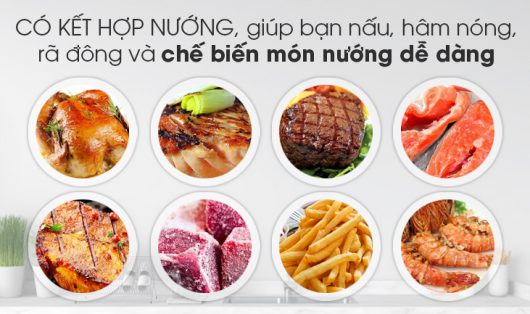 CÓ KẾT HỢP NƯỚNG, giúp bạn nấu, hâm nóng,
rã đông và chế biến món nướng dễ dàng